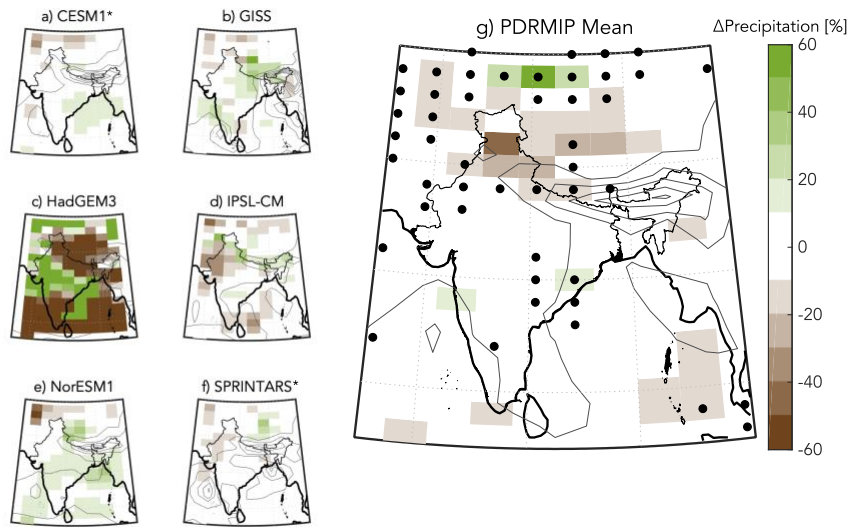 a) CESM1*
b) GISS
c) HadGEM3
d) IPSL-CM
e) NorESM1
f) SPRINTARS*
g) PDRMIP Mean
ΔPrecipitation [%]
60
40
20
0
-20
-40
-60